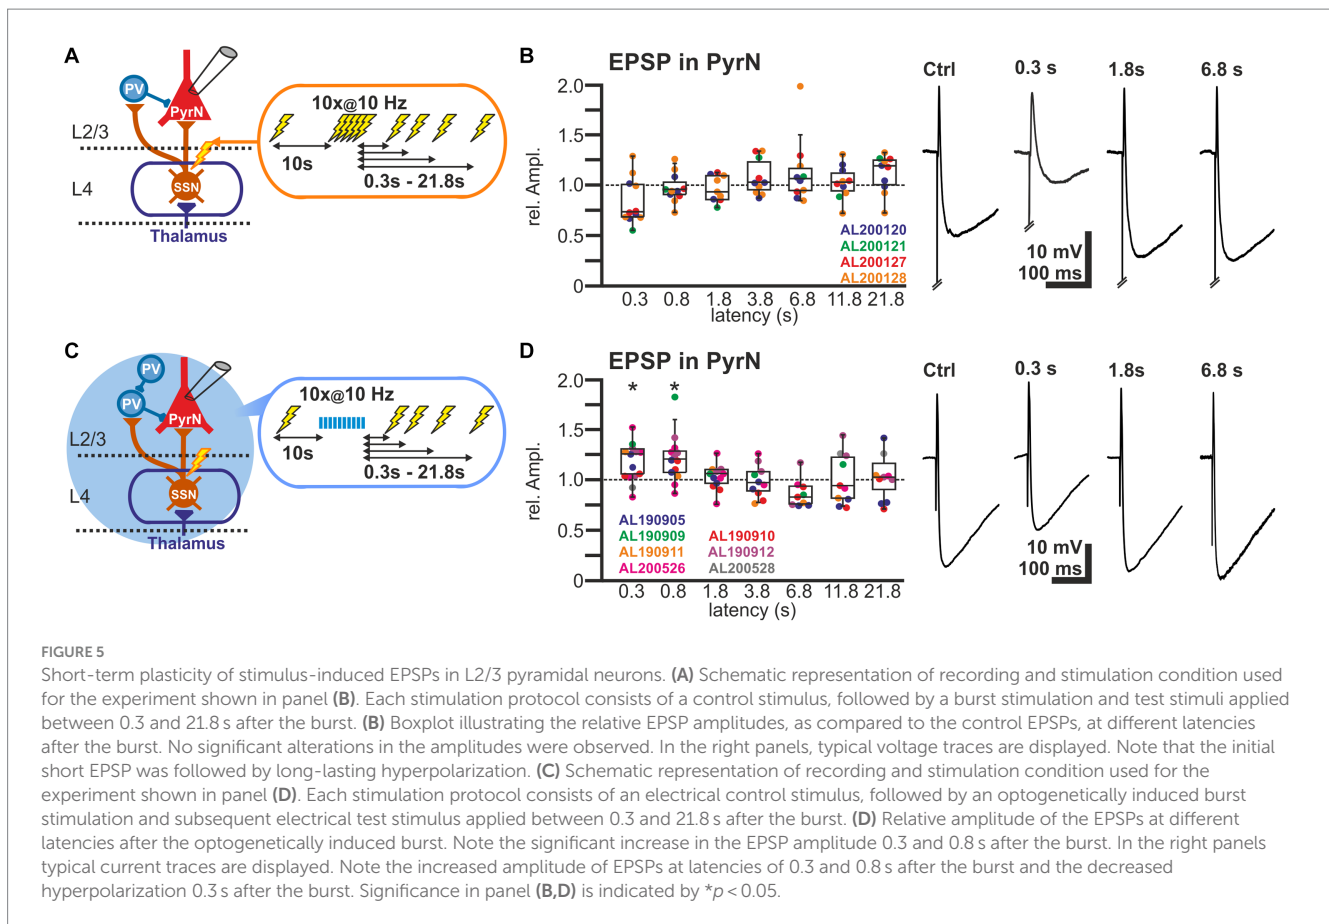 A
PV
PyrN
L2/3
L4
SSN
Thalamus
10x@10 Hz
10s
0.3s - 21.8s
B
EPSP in PyrN
rel. Ampl.
2.0
1.5
1.0
0.5
0
0.3 0.8 1.8 3.8 6.8 11.8 21.8
latency (s)
AL200120
AL200121
AL200127
AL200128
Ctrl 0.3 s 1.8s 6.8 s
10 mV
100 ms
C
PV
PV
PyrN
L2/3
L4
SSN
Thalamus
10x@10 Hz
10s
0.3s - 21.8s
D
EPSP in PyrN
rel. Ampl.
2.0
1.5
1.0
0.5
0
* *
AL190905
AL190909 AL190910
AL190911 AL190912
AL200526 AL200528
0.3 0.8 1.8 3.8 6.8 11.8 21.8
latency (s)
Ctrl 0.3 s 1.8s 6.8 s
10 mV
100 ms
FIGURE 5
Short-term plasticity of stimulus-induced EPSPs in L2/3 pyramidal neurons. (A) Schematic representation of recording and stimulation condition used
for the experiment shown in panel (B). Each stimulation protocol consists of a control stimulus, followed by a burst stimulation and test stimuli applied
between 0.3 and 21.8 s after the burst. (B) Boxplot illustrating the relative EPSP amplitudes, as compared to the control EPSPs, at different latencies
after the burst. No significant alterations in the amplitudes were observed. In the right panels, typical voltage traces are displayed. Note that the initial
short EPSP was followed by long-lasting hyperpolarization. (C) Schematic representation of recording and stimulation condition used for the
experiment shown in panel (D). Each stimulation protocol consists of an electrical control stimulus, followed by an optogenetically induced burst
stimulation and subsequent electrical test stimulus applied between 0.3 and 21.8 s after the burst. (D) Relative amplitude of the EPSPs at different
latencies after the optogenetically induced burst. Note the significant increase in the EPSP amplitude 0.3 and 0.8 s after the burst. In the right panels
typical current traces are displayed. Note the increased amplitude of EPSPs at latencies of 0.3 and 0.8 s after the burst and the decreased
hyperpolarization 0.3 s after the burst. Significance in panel (B,D) is indicated by *p < 0.05.